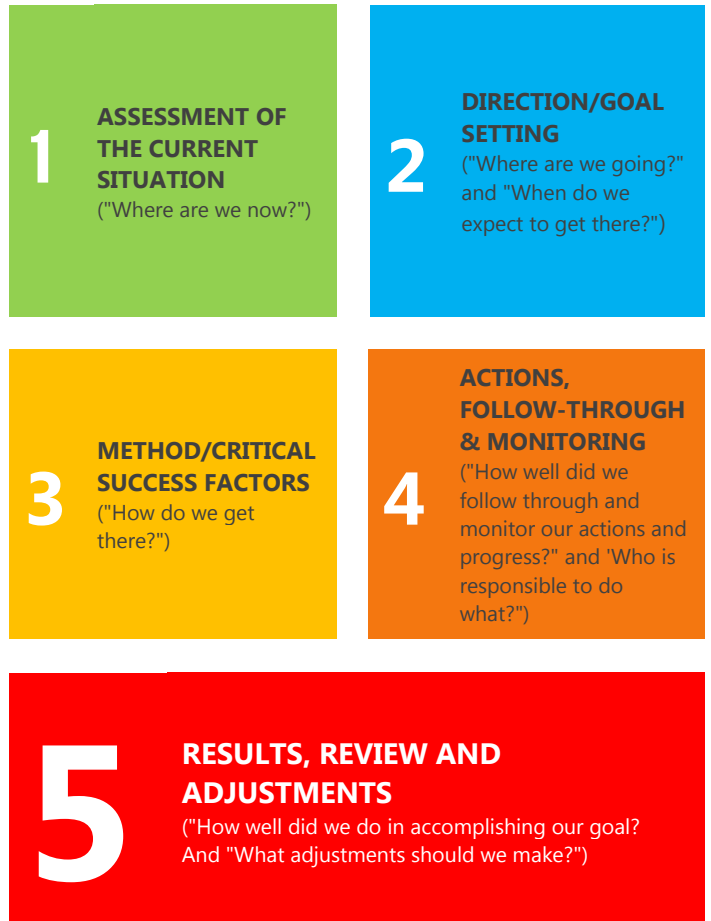 1
ASSESSMENT OF
THE CURRENT
SITUATION
("Where are we now?")
2
DIRECTION/GOAL
SETTING
("Where are we going?"
and "When do we
expect to get there?")
3
METHOD/CRITICAL
SUCCESS FACTORS
("How do we get
there?")
4
ACTIONS,
FOLLOW-THROUGH
& MONITORING
("How well did we
follow through and
monitor our actions and
progress?" and 'Who is
responsible to do
what?")
5
RESULTS, REVIEW AND
ADJUSTMENTS
("How well did we do in accomplishing our goal?
And "What adjustments should we make?")